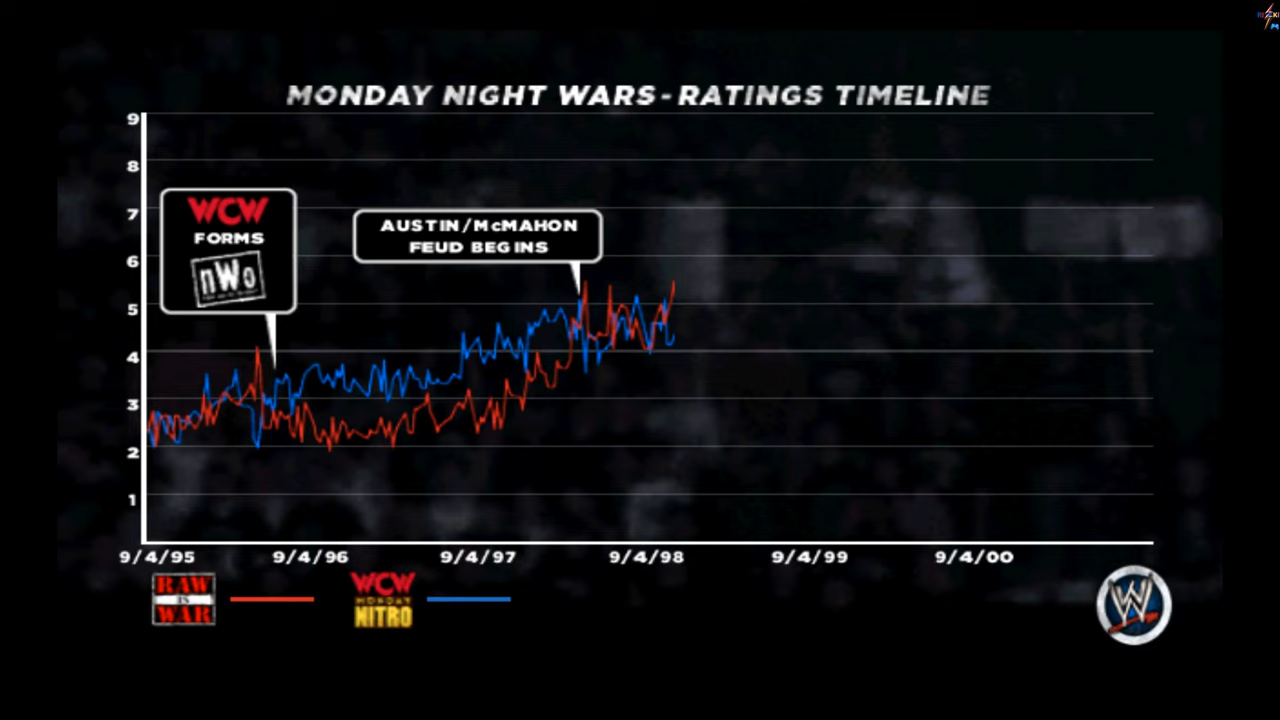 MONDAY NIGHT WARS - RATINGS TIMELINE
9
8
7
6
5
4
3
2
1
WCW
FORMS
nWo
AUSTIN/McMAHON
FEUD BEGINS
9/4/95 9/4/96 9/4/97 9/4/98 9/4/99 9/4/00
RAW
IS
WAR
WCW
MONDAY
NITRO
W